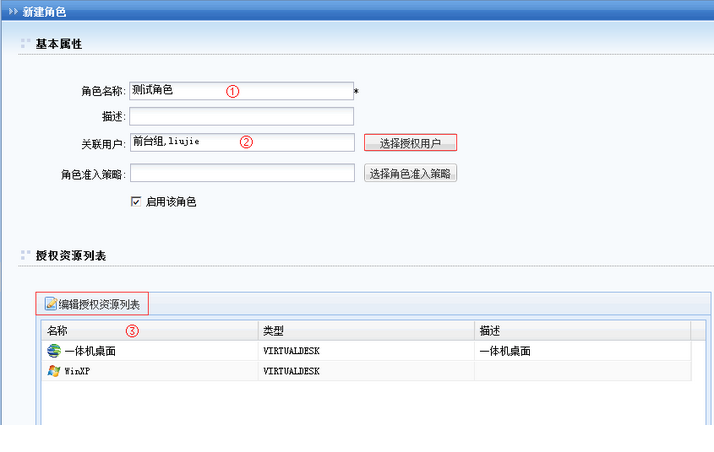 新建角色
基本属性
角色名称: 测试角色 ① *
描述:
关联用户: 前台组,liujie ② 选择授权用户
角色准入策略: 选择角色准入策略
启用该角色
授权资源列表
编辑授权资源列表
名称 ③ 类型 描述
一体机桌面 VIRTUALDESK 一体机桌面
WinXP VIRTUALDESK